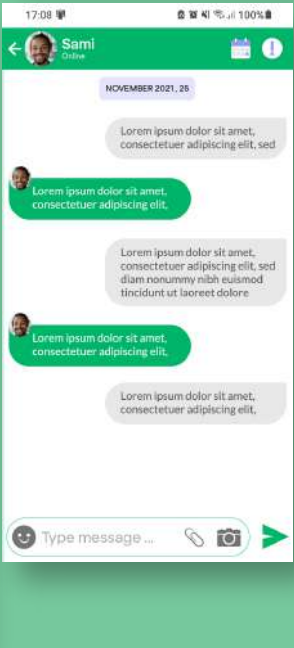 17:08 100%
Sami
Online
NOVEMBER 2021, 25
Lorem ipsum dolor sit amet,
consectetuer adipiscing elit, sed
Lorem ipsum dolor sit amet,
consectetuer adipiscing elit,
Lorem ipsum dolor sit amet,
consectetuer adipiscing elit, sed
diam nonummy nibh euismod
tincidunt ut laoreet dolore
Lorem ipsum dolor sit amet,
consectetuer adipiscing elit,
Lorem ipsum dolor sit amet,
consectetuer adipiscing elit,
Type message ...